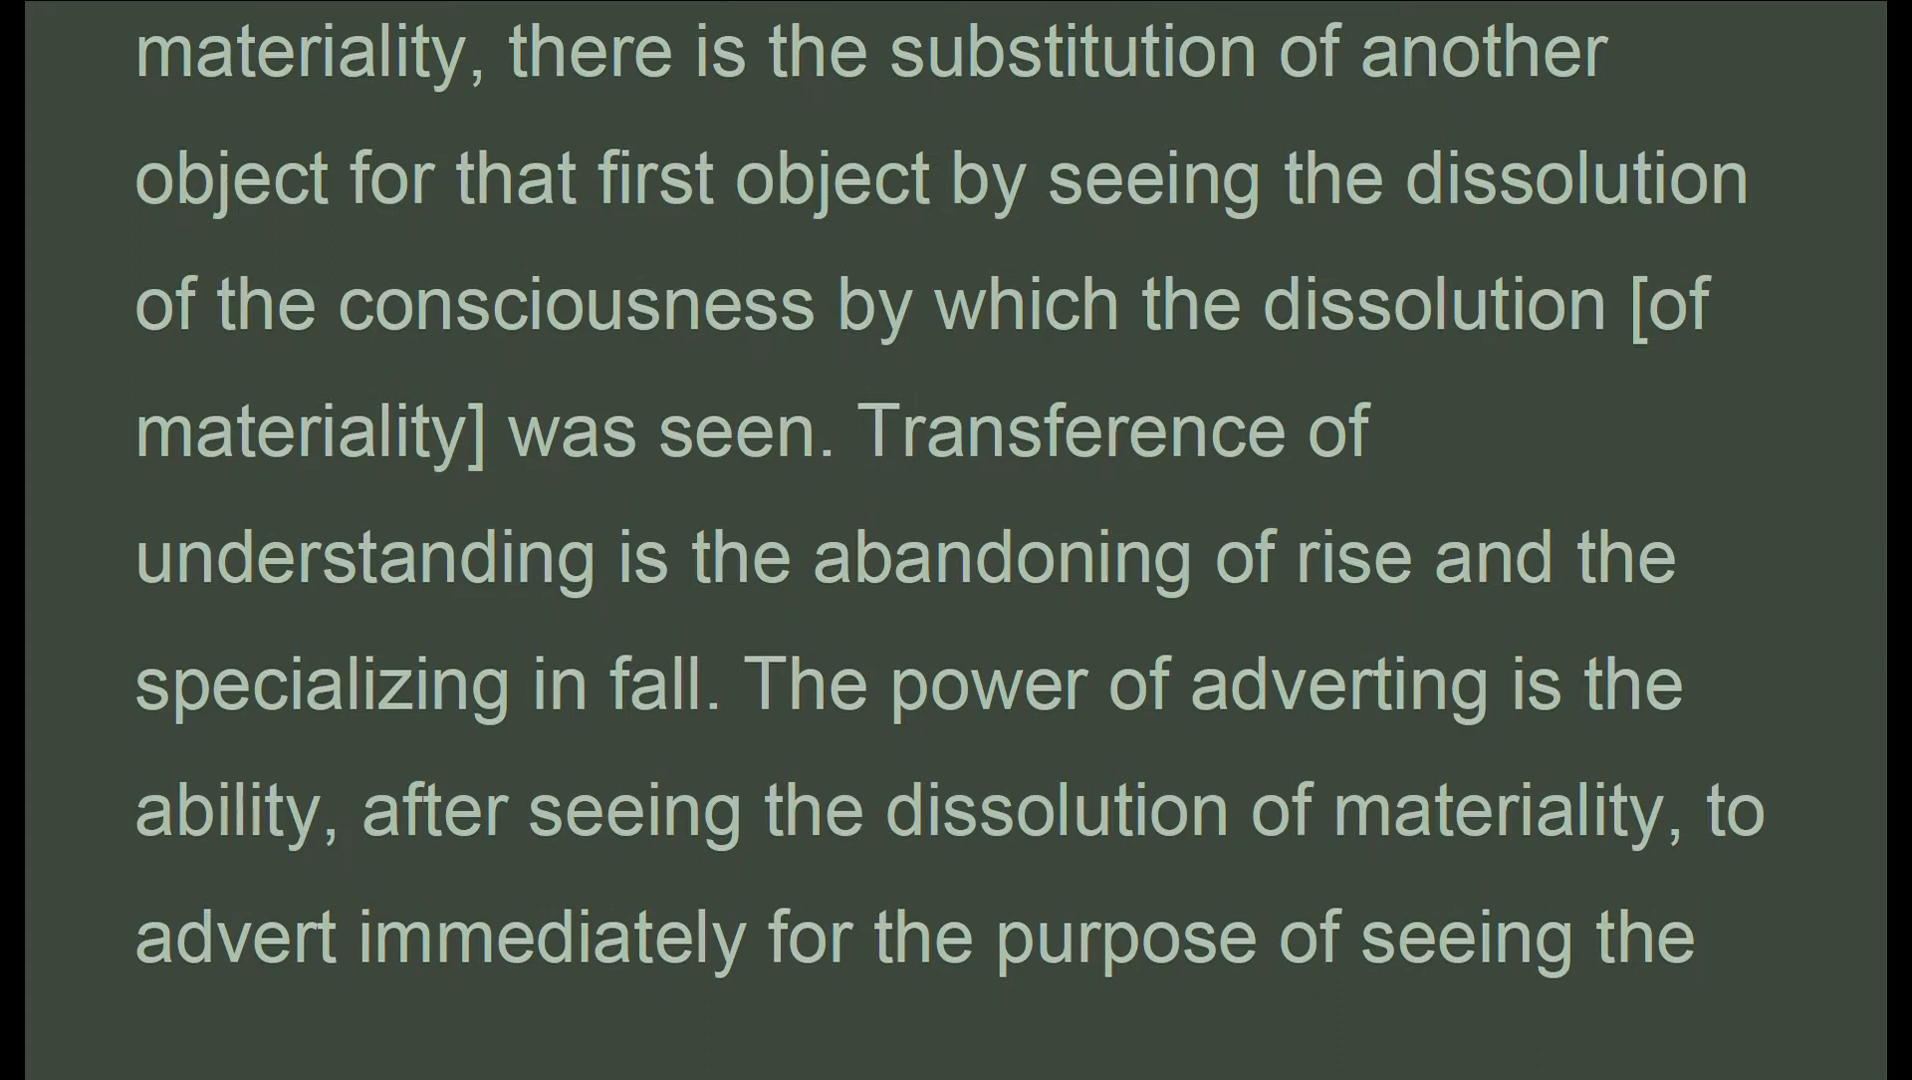 materiality, there is the substitution of another
object for that first object by seeing the dissolution
of the consciousness by which the dissolution [of
materiality] was seen. Transference of
understanding is the abandoning of rise and the
specializing in fall. The power of adverting is the
ability, after seeing the dissolution of materiality, to
advert immediately for the purpose of seeing the